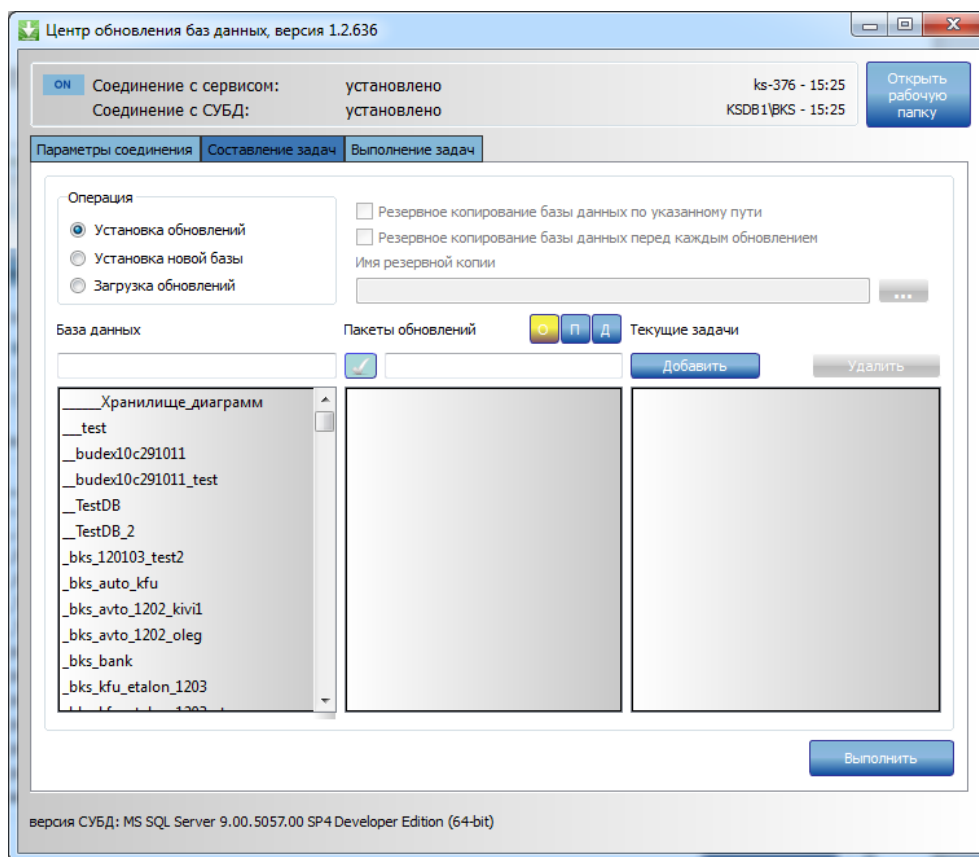 Центр обновления баз данных, версия 1.2.636
ON Соединение с сервисом: установлено ks-376 - 15:25
Соединение с СУБД: установлено KSDB1\BKS - 15:25
Открыть
рабочую
папку
Параметры соединения Составление задач Выполнение задач
Операция
Установка обновлений
Установка новой базы
Загрузка обновлений
Резервное копирование базы данных по указанному пути
Резервное копирование базы данных перед каждым обновлением
Имя резервной копии
...
База данных Пакеты обновлений О П Д Текущие задачи
Добавить Удалить
_____Хранилище_диаграмм
___test
__budex10c291011
__budex10c291011_test
__TestDB
__TestDB_2
_bks_120103_test2
_bks_auto_kfu
_bks_avto_1202_kivi1
_bks_avto_1202_oleg
_bks_bank
_bks_kfu_etalon_1203
Выполнить
версия СУБД: MS SQL Server 9.00.5057.00 SP4 Developer Edition (64-bit)